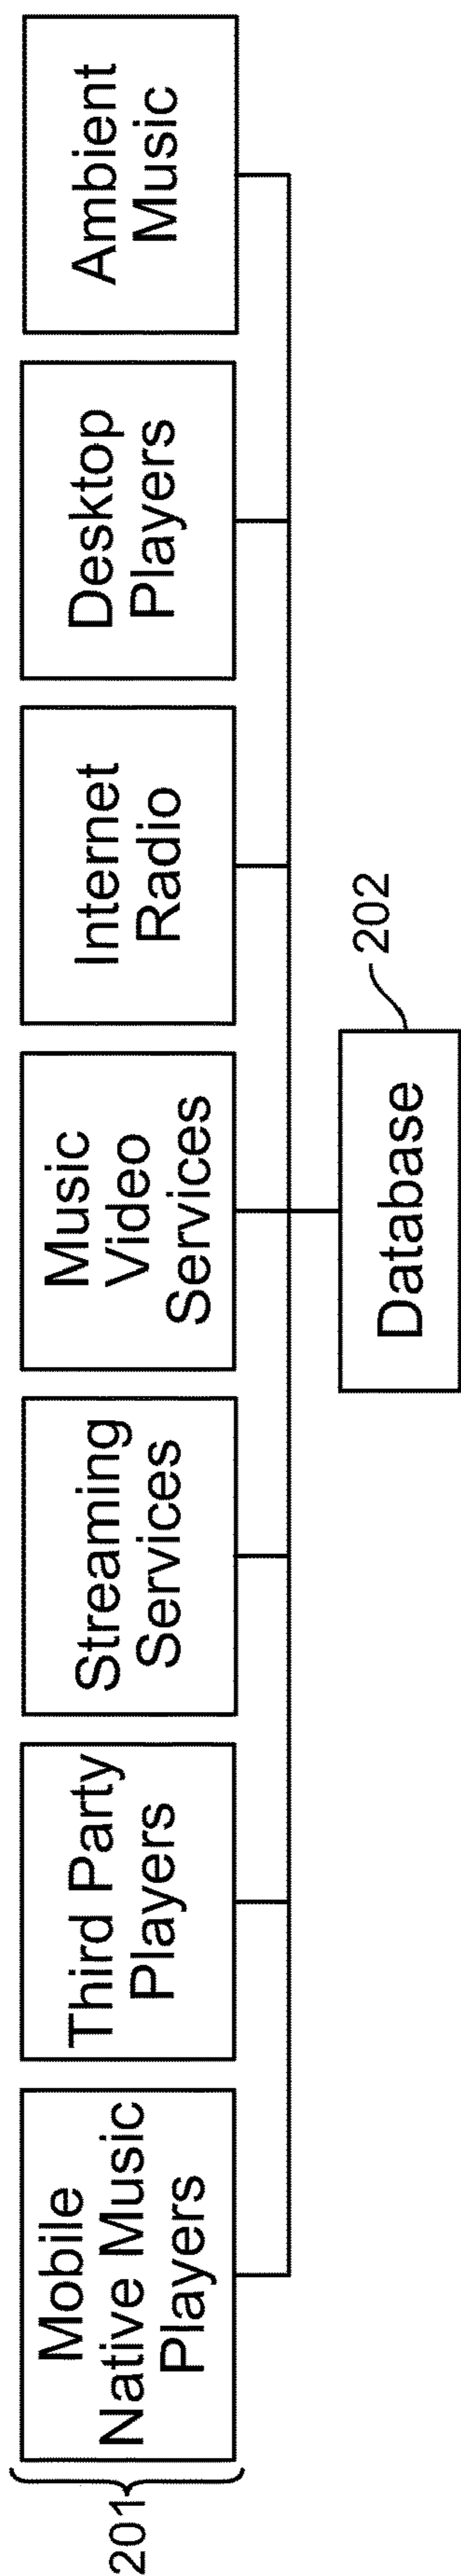 201
Mobile
Native Music
Players
Third Party
Players
Streaming
Services
Music
Video
Services
Internet
Radio
Desktop
Players
Ambient
Music
Database
202